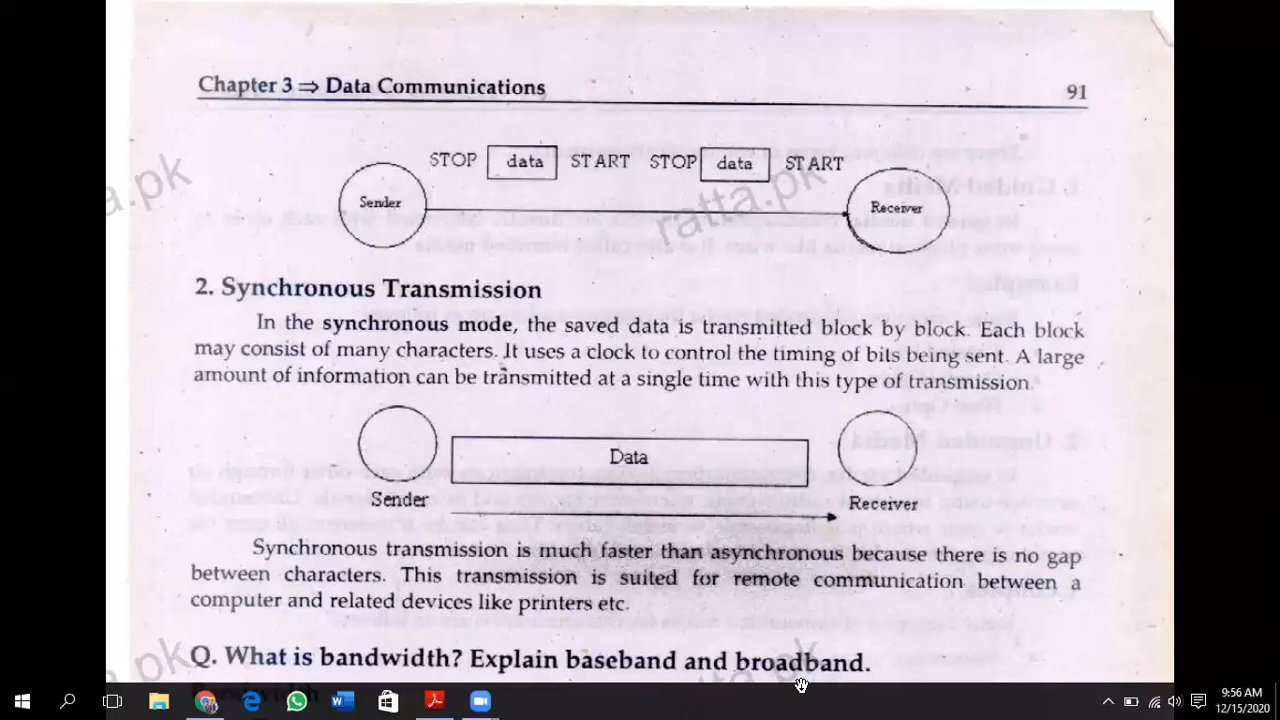 Chapter 3 ⇒ Data Communications 91
STOP data START STOP data START
Sender Receiver
ratta.pk
2. Synchronous Transmission
In the synchronous mode, the saved data is transmitted block by block. Each block
may consist of many characters. It uses a clock to control the timing of bits being sent. A large
amount of information can be transmitted at a single time with this type of transmission.
Data
Sender Receiver
Synchronous transmission is much faster than asynchronous because there is no gap
between characters. This transmission is suited for remote communication between a
computer and related devices like printers etc.
Q. What is bandwidth? Explain baseband and broadband.
9:56 AM
12/15/2020